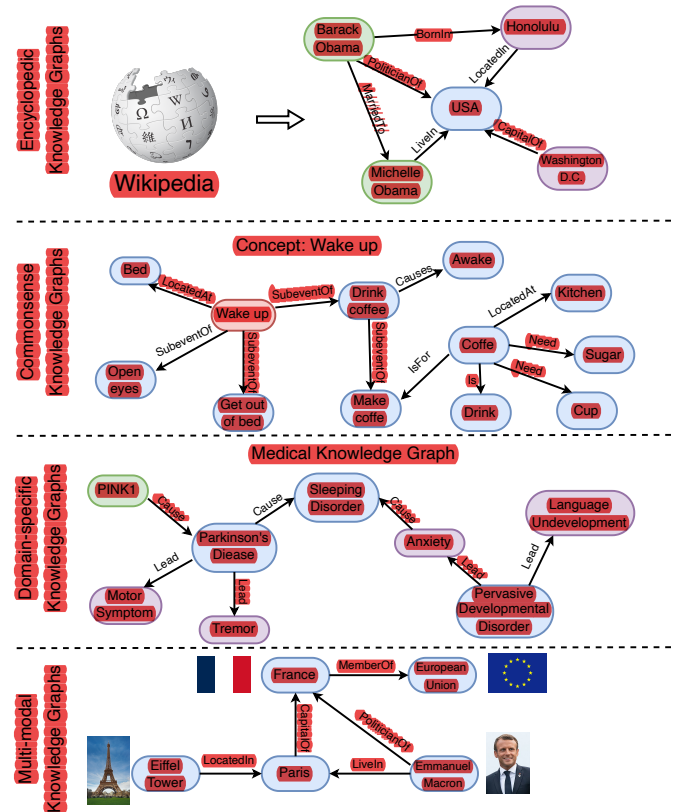 Encyclopedic
Knowledge Graphs
Wikipedia
Barack
Obama
BornIn
Honolulu
PoliticianOf
LocatedIn
MarriedTo
USA
LiveIn
CapitalOf
Michelle
Obama
Washington
D.C.
Commonsense
Knowledge Graphs
Concept: Wake up
Bed
LocatedAt
Wake up
SubeventOf
Drink
coffee
Causes
Awake
SubeventOf
SubeventOf
SubeventOf
LocatedAt
Kitchen
Open
eyes
Get out
of bed
Make
coffe
IsFor
Coffe
Need
Sugar
Is
Need
Drink
Cup
Domain-specific
Knowledge Graphs
Medical Knowledge Graph
PINK1
Cause
Parkinson's
Diease
Cause
Sleeping
Disorder
Cause
Anxiety
Language
Undevelopment
Lead
Lead
Lead
Lead
Motor
Symptom
Tremor
Pervasive
Developmental
Disorder
Multi-modal
Knowledge Graphs
France
MemberOf
European
Union
CapitalOf
PoliticianOf
Eiffel
Tower
LocatedIn
Paris
LiveIn
Emmanuel
Macron